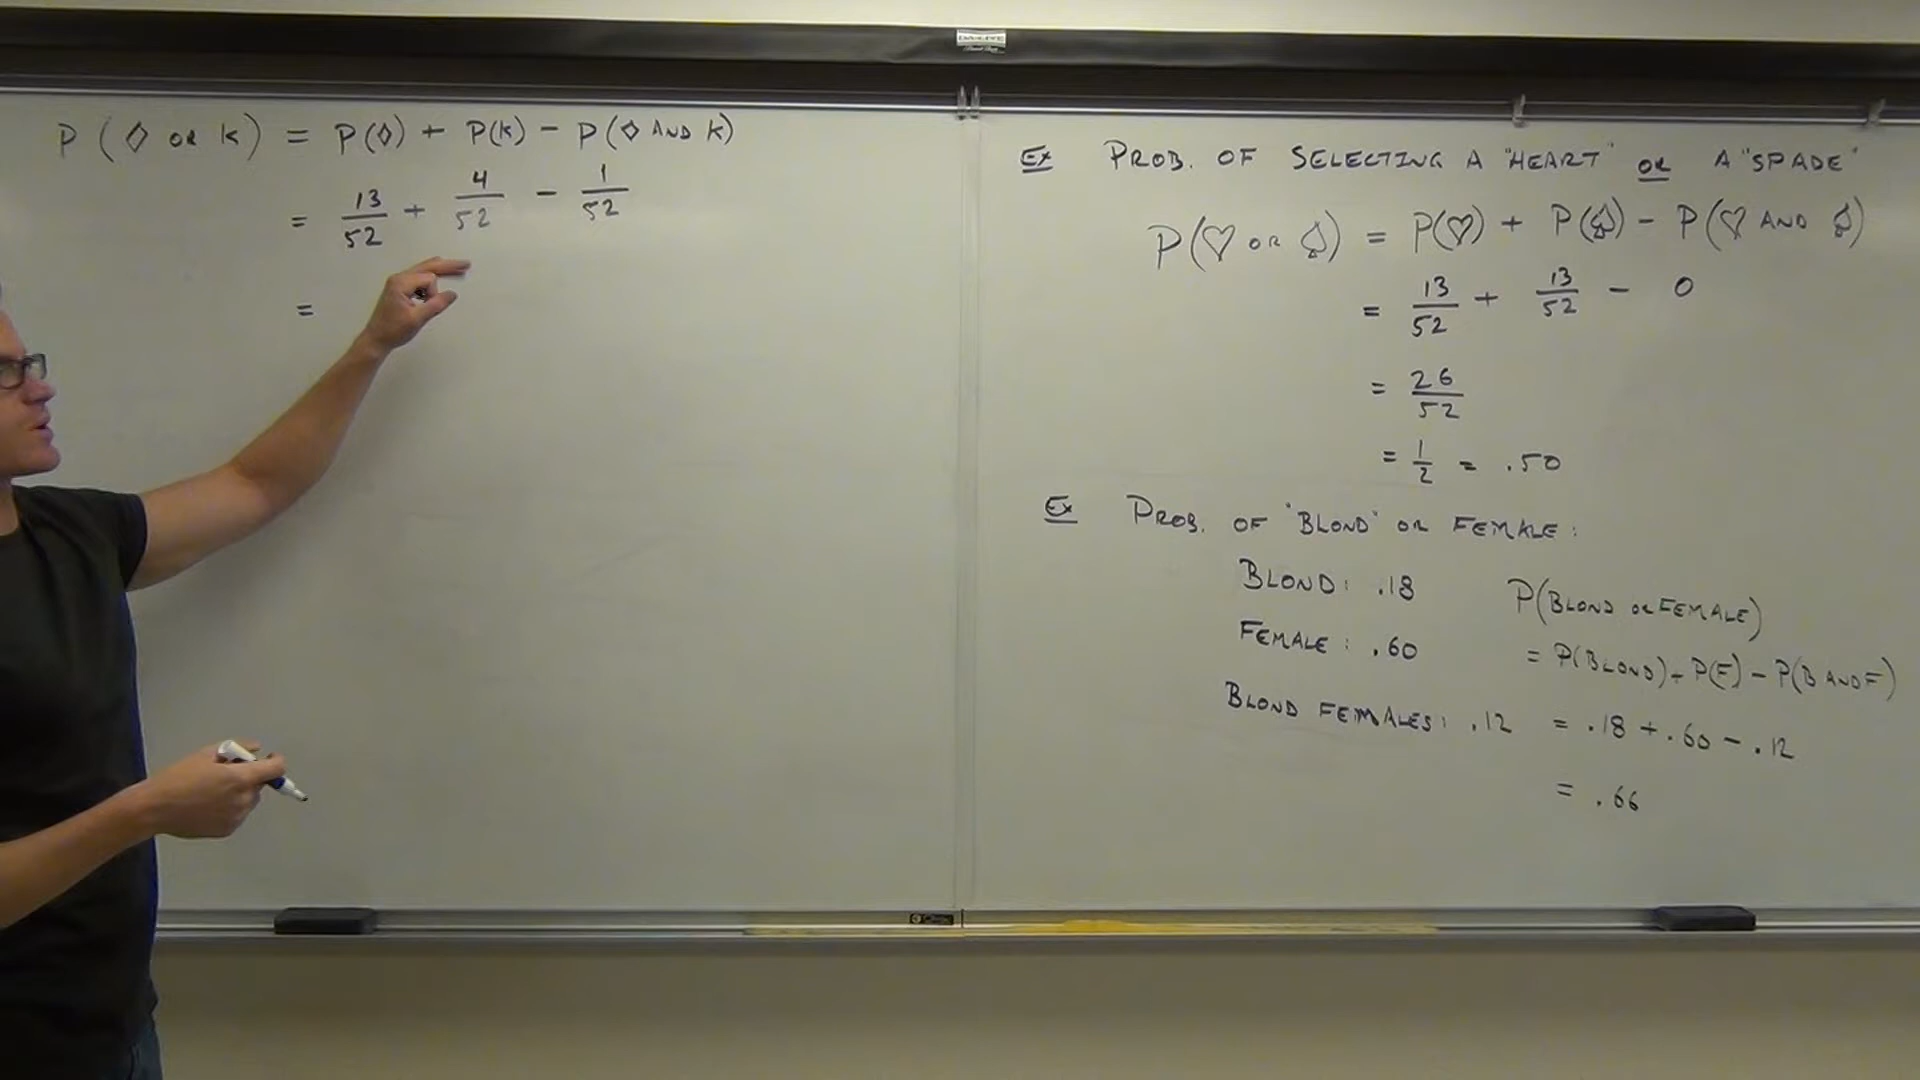 DA-LITE
P(◊ OR K) = P(◊) + P(K) - P(◊ AND K)
= 13/52 + 4/52 - 1/52
=
Ex PROB. OF SELECTING A "HEART" OR A "SPADE"
P(♡ OR ♤) = P(♡) + P(♤) - P(♡ AND ♤)
= 13/52 + 13/52 - 0
= 26/52
= 1/2 = .50
Ex PROB. OF "BLOND" OR FEMALE:
BLOND: .18
FEMALE: .60
BLOND FEMALES: .12
P(BLOND OR FEMALE)
= P(BLOND) + P(F) - P(B AND F)
= .18 + .60 - .12
= .66